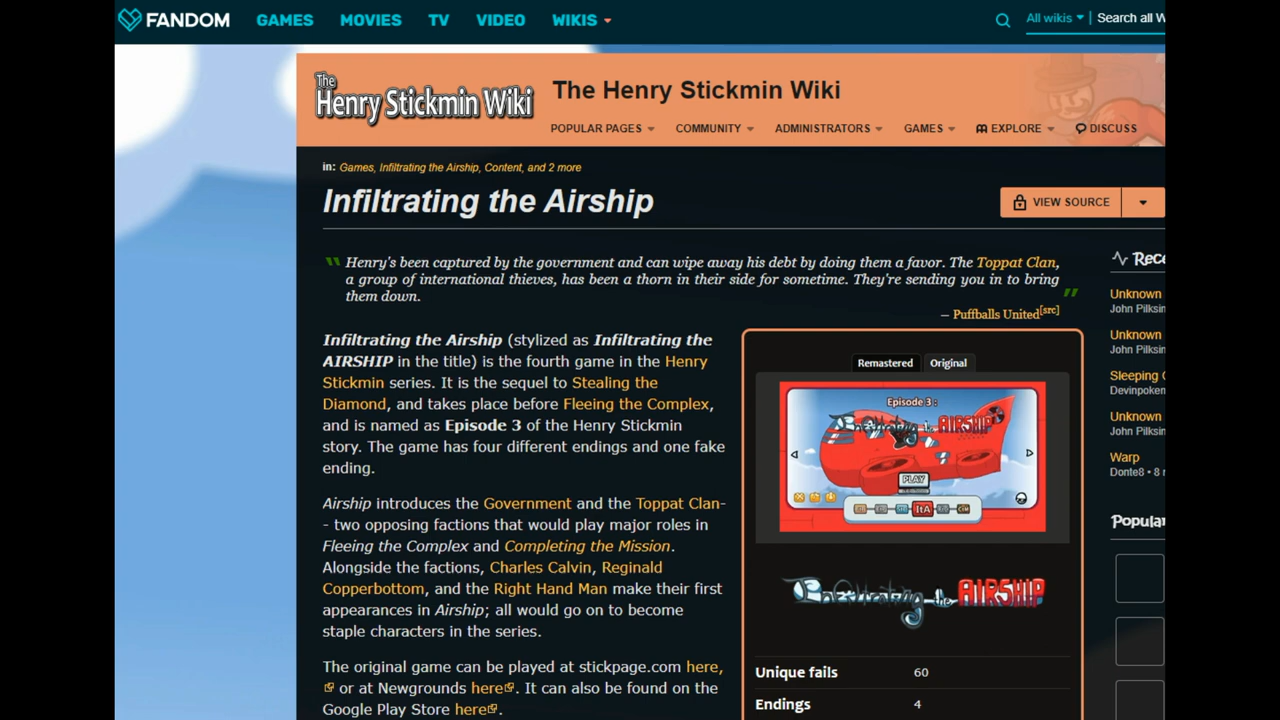 FANDOM GAMES MOVIES TV VIDEO WIKIS All wikis Search all W
The Henry Stickmin Wiki
The Henry Stickmin Wiki
POPULAR PAGES COMMUNITY ADMINISTRATORS GAMES EXPLORE DISCUSS
in: Games, Infiltrating the Airship, Content, and 2 more
Infiltrating the Airship
VIEW SOURCE
Henry's been captured by the government and can wipe away his debt by doing them a favor. The Toppat Clan,
a group of international thieves, has been a thorn in their side for sometime. They're sending you in to bring
them down.
— Puffballs United[src]
Infiltrating the Airship (stylized as Infiltrating the
AIRSHIP in the title) is the fourth game in the Henry
Stickmin series. It is the sequel to Stealing the
Diamond, and takes place before Fleeing the Complex,
and is named as Episode 3 of the Henry Stickmin
story. The game has four different endings and one fake
ending.
Airship introduces the Government and the Toppat Clan-
- two opposing factions that would play major roles in
Fleeing the Complex and Completing the Mission.
Alongside the factions, Charles Calvin, Reginald
Copperbottom, and the Right Hand Man make their first
appearances in Airship; all would go on to become
staple characters in the series.
The original game can be played at stickpage.com here,
or at Newgrounds here. It can also be found on the
Google Play Store here.
Remastered Original
Episode 3:
Infiltrating the AIRSHIP
PLAY
ItA
Infiltrating the AIRSHIP
Unique fails 60
Endings 4
Rece
Unknown
John Pilksin
Unknown
John Pilksin
Sleeping
Devinpoken
Unknown
John Pilksin
Warp
Donte8 • 8
Popular